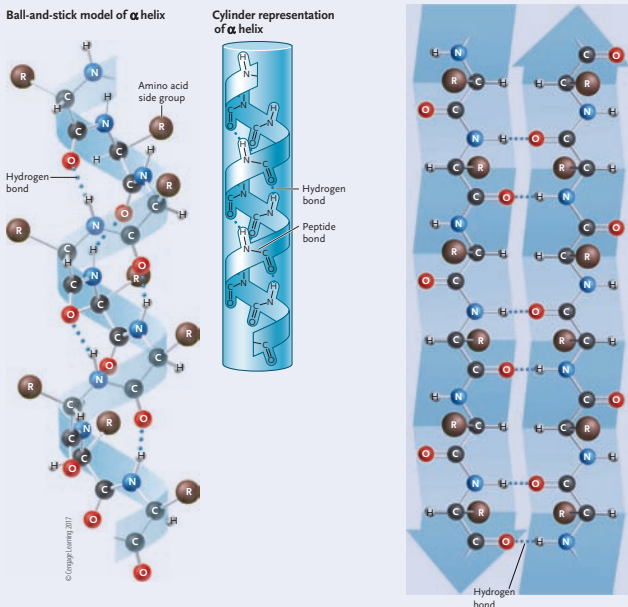 Ball-and-stick model of α helix
Cylinder representation
of α helix
Amino acid
side group
Hydrogen
bond
Hydrogen
bond
Peptide
bond
© Cengage Learning 2017
Hydrogen
bond
H
N
R
H
C
H
N
R
C
O
H
C
H
N
R
C
H
H
N
O
C
R
C
H
H
N
O
R
C
C
H
O
N
C
R
H
C
O
H
N
C
R
H
C
R
O
N
H
C
H
O
C
N
R
O
C
H
C
O
H
N
C
O
N
H
C
O
H
N
C
O
N
H
C
O
H
N
C
O
N
H
C
O
C
O
H N C O
R C H C R
O C H N H
N H O C
H C R H C R
C O H N
H N C O
R C H C R
O C H N H
N H O C
H C R H C R
C O H N
H N C O
R C H C R
O C H N H
N H O C
H C R H C R
C O H N